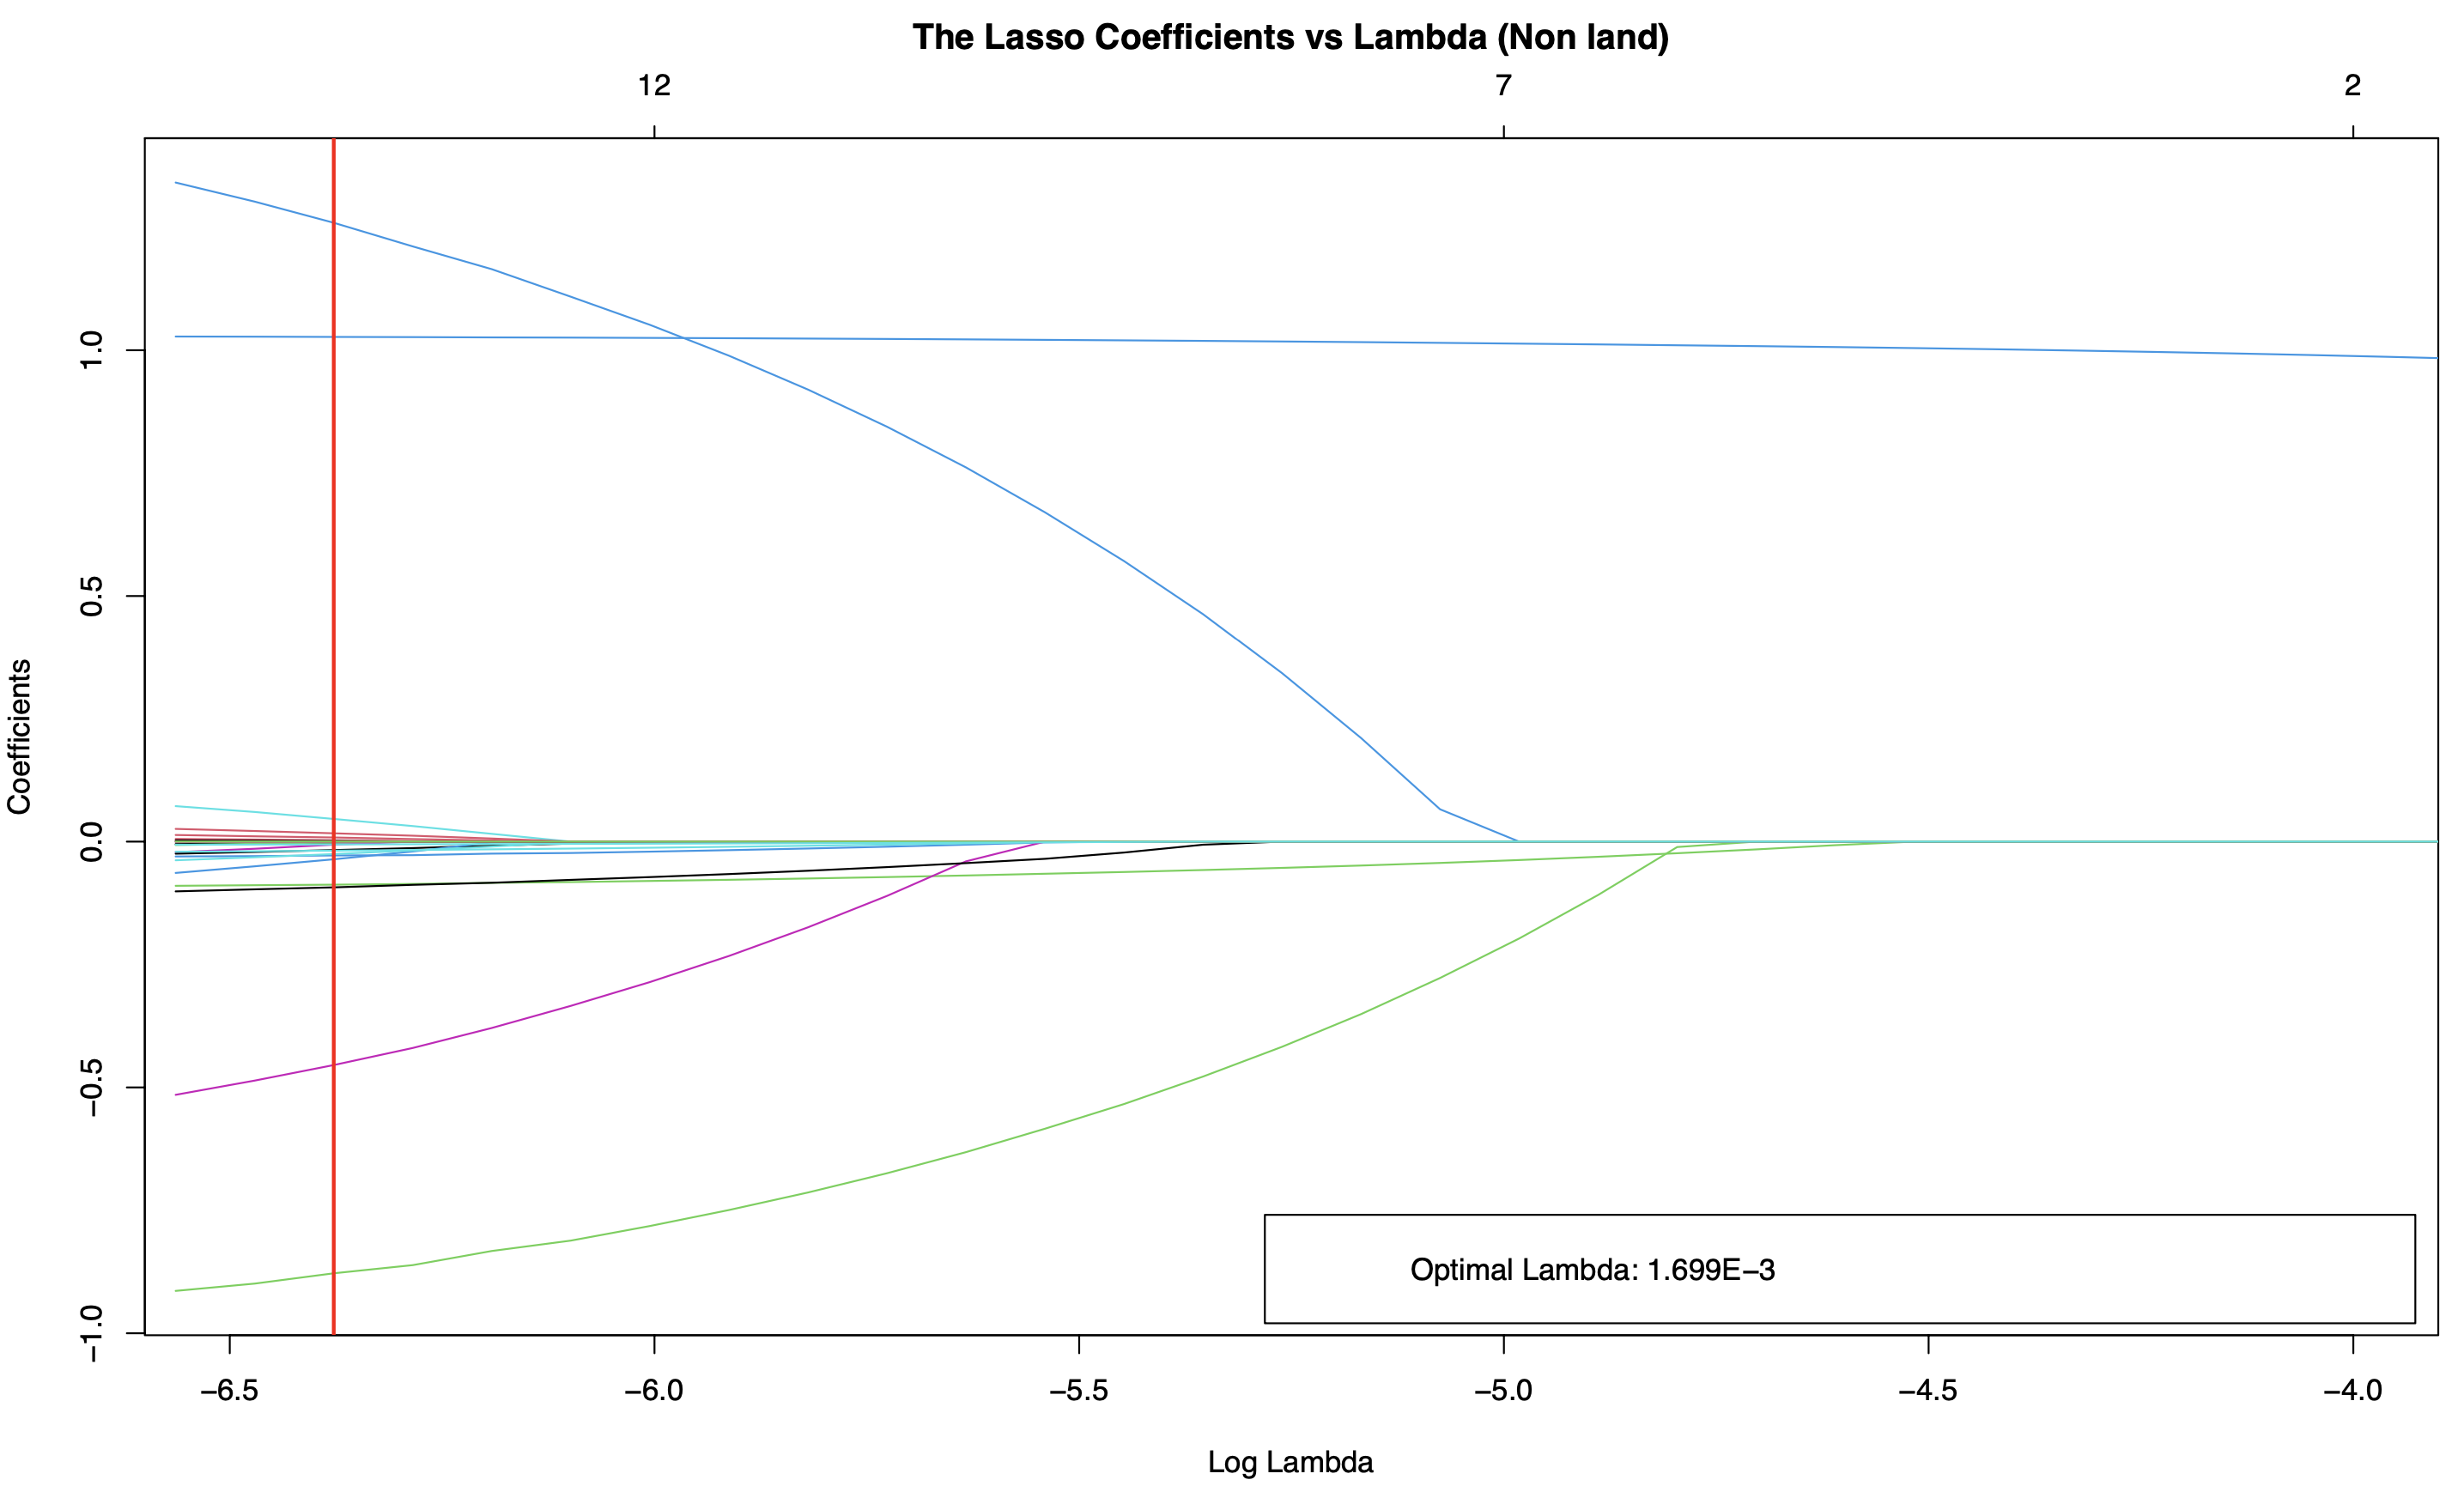 The Lasso Coefficients vs Lambda (Non land)
12 7 2
Coefficients
1.0
0.5
0.0
−0.5
−1.0
Optimal Lambda: 1.699E−3
−6.5 −6.0 −5.5 −5.0 −4.5 −4.0
Log Lambda